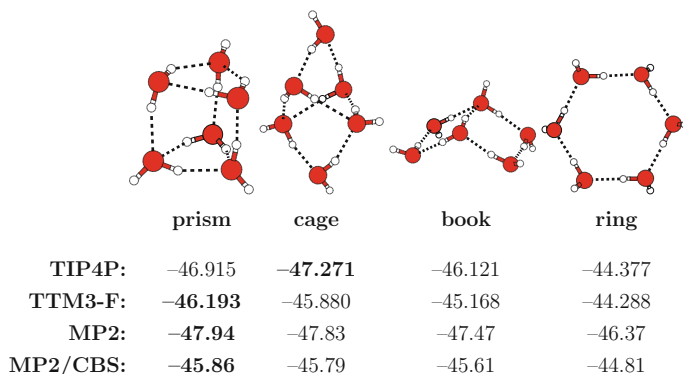 prism cage book ring
TIP4P: –46.915 –47.271 –46.121 –44.377
TTM3-F: –46.193 –45.880 –45.168 –44.288
MP2: –47.94 –47.83 –47.47 –46.37
MP2/CBS: –45.86 –45.79 –45.61 –44.81